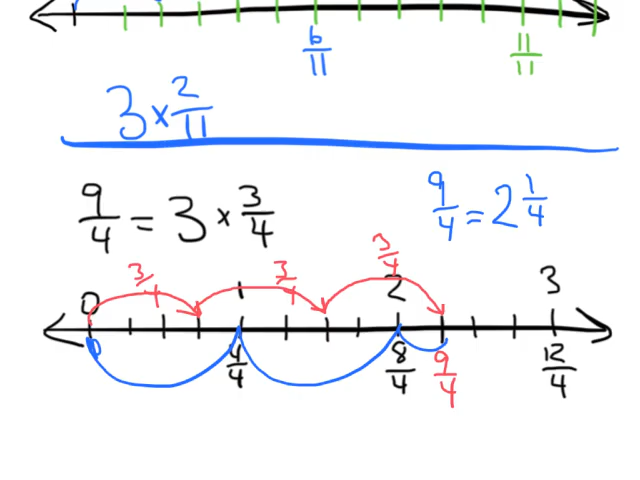 6/11 11/11
3 × 2/11
9/4 = 3 × 3/4 9/4 = 2 1/4
3/4 3/4 3/4
0 1 2 3
0 4/4 8/4 9/4 12/4